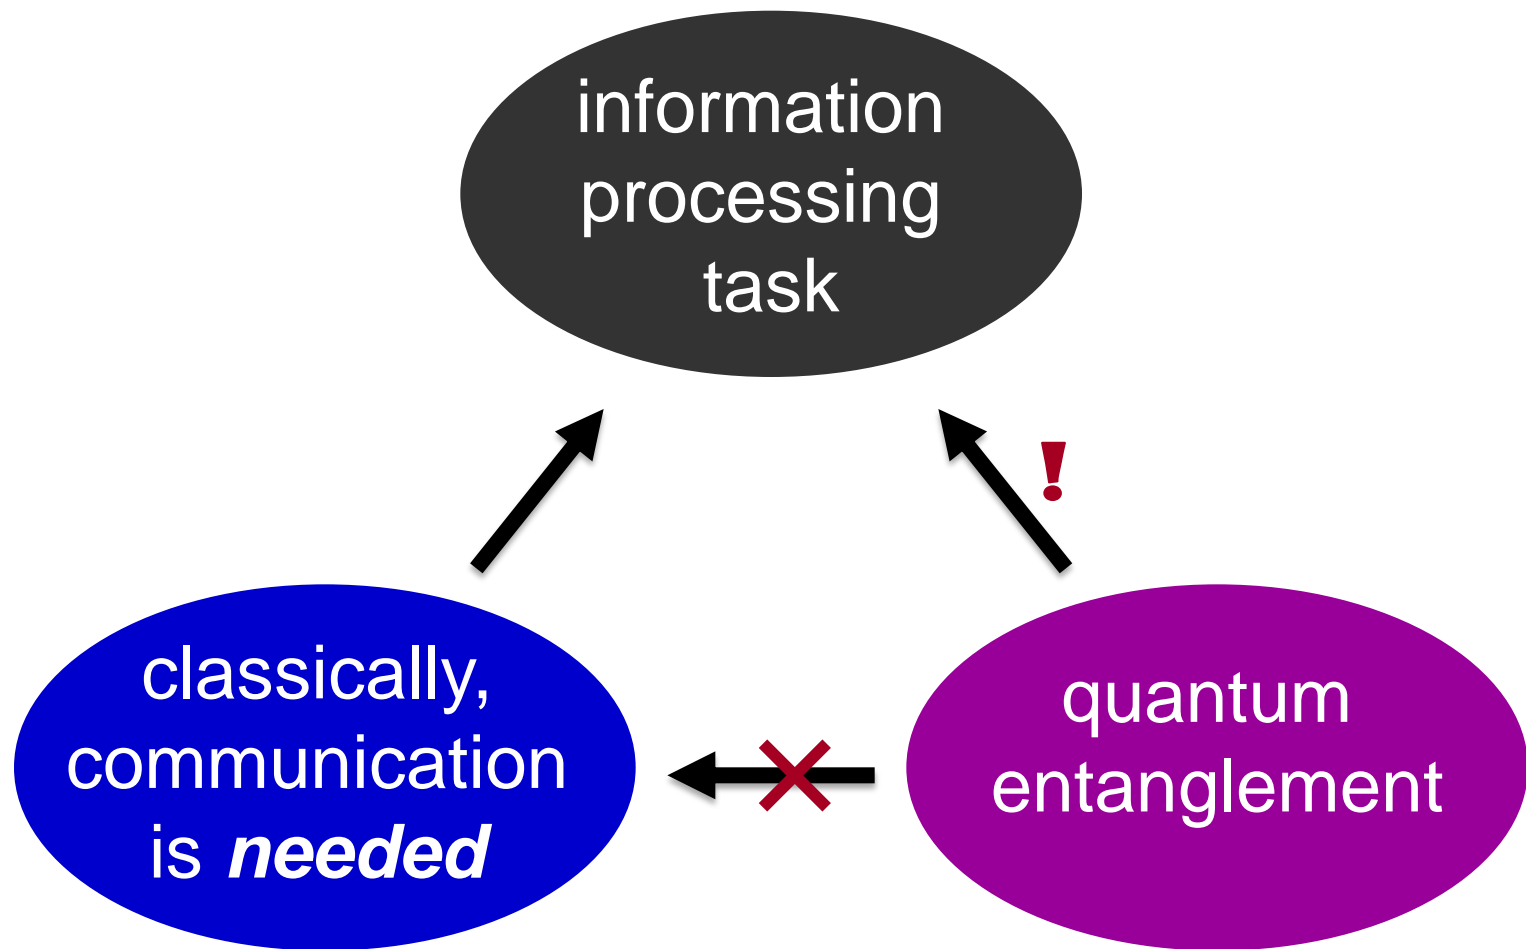 information
processing
task
!
classically,
communication
is needed
quantum
entanglement